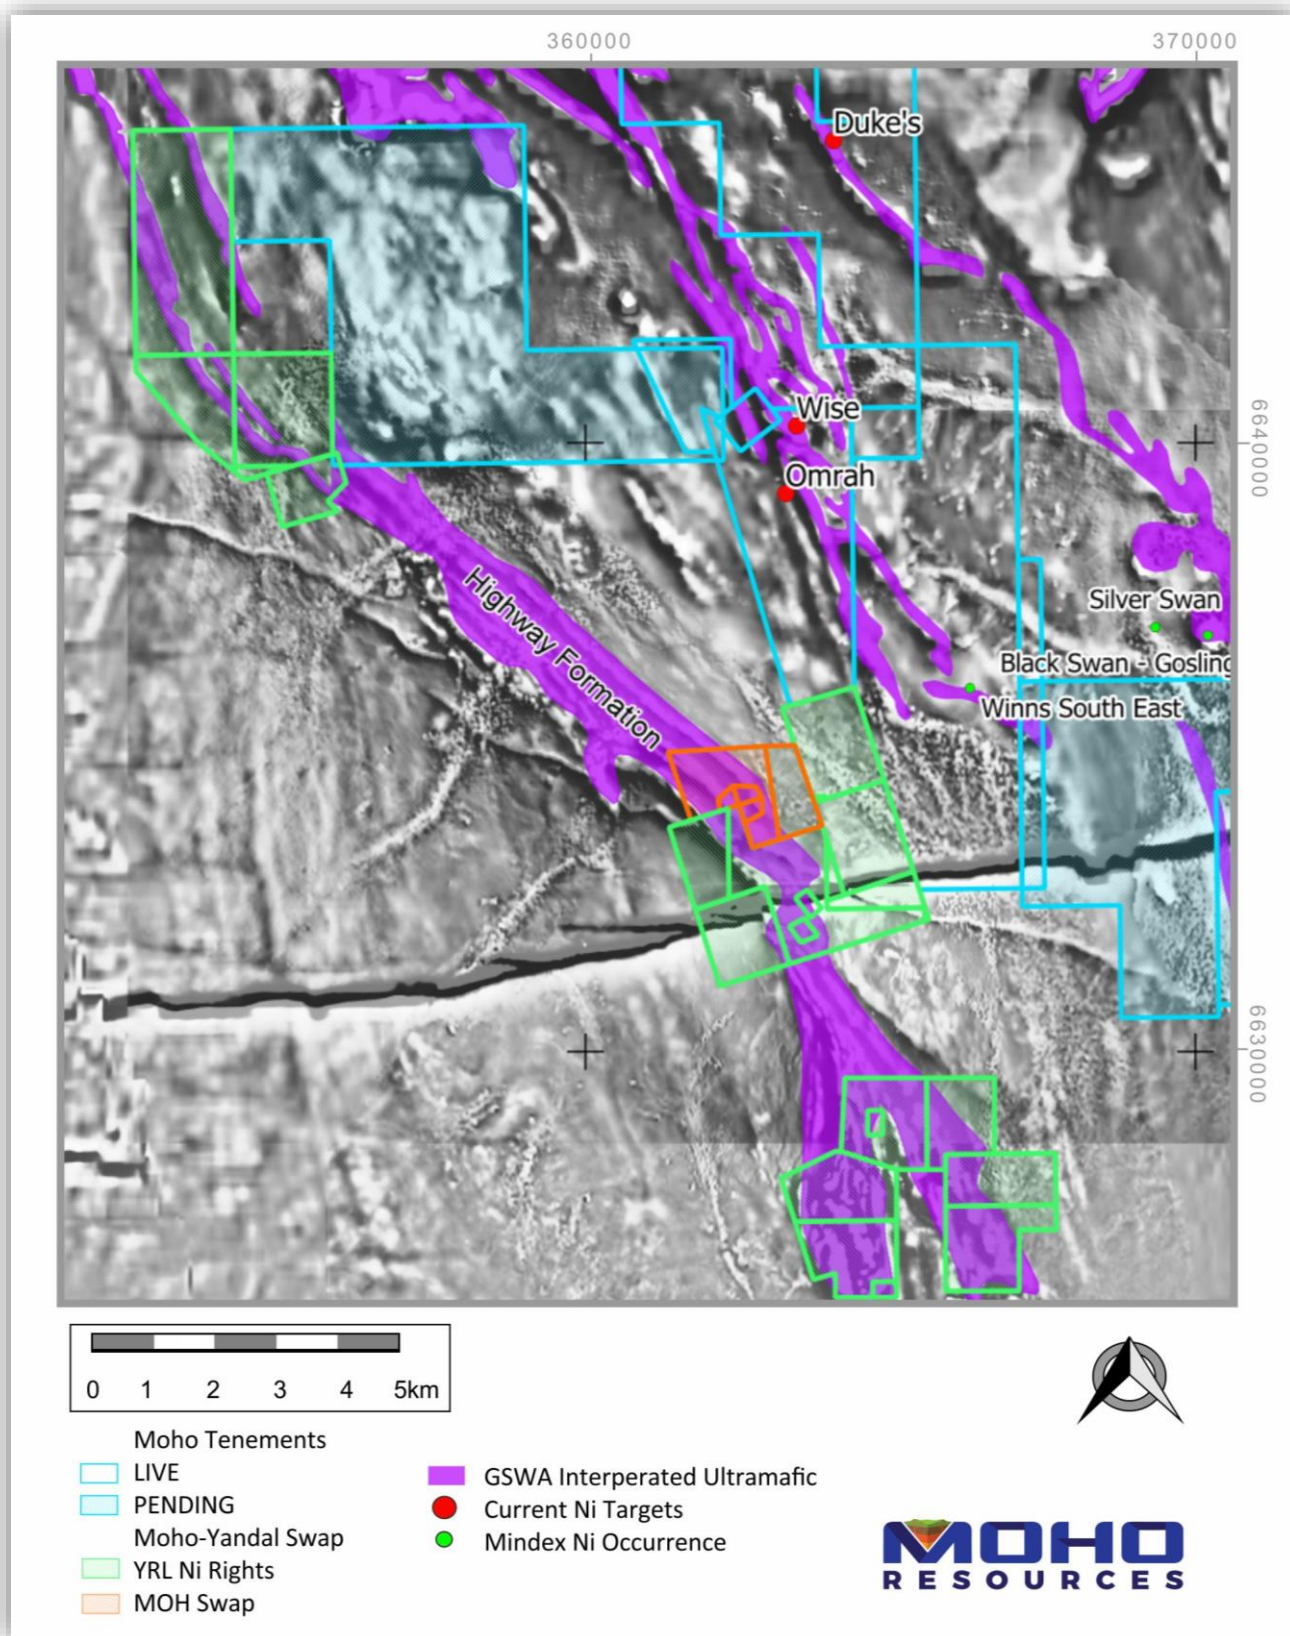 360000
370000
Duke's
Wise
6640000
Omrah
Highway Formation
Silver Swan
Black Swan - Gosling
Winns South East
6630000
0 1 2 3 4 5km
Moho Tenements
LIVE
PENDING
Moho-Yandal Swap
YRL Ni Rights
MOH Swap
GSWA Interperated Ultramafic
Current Ni Targets
Mindex Ni Occurrence
MOHO
RESOURCES